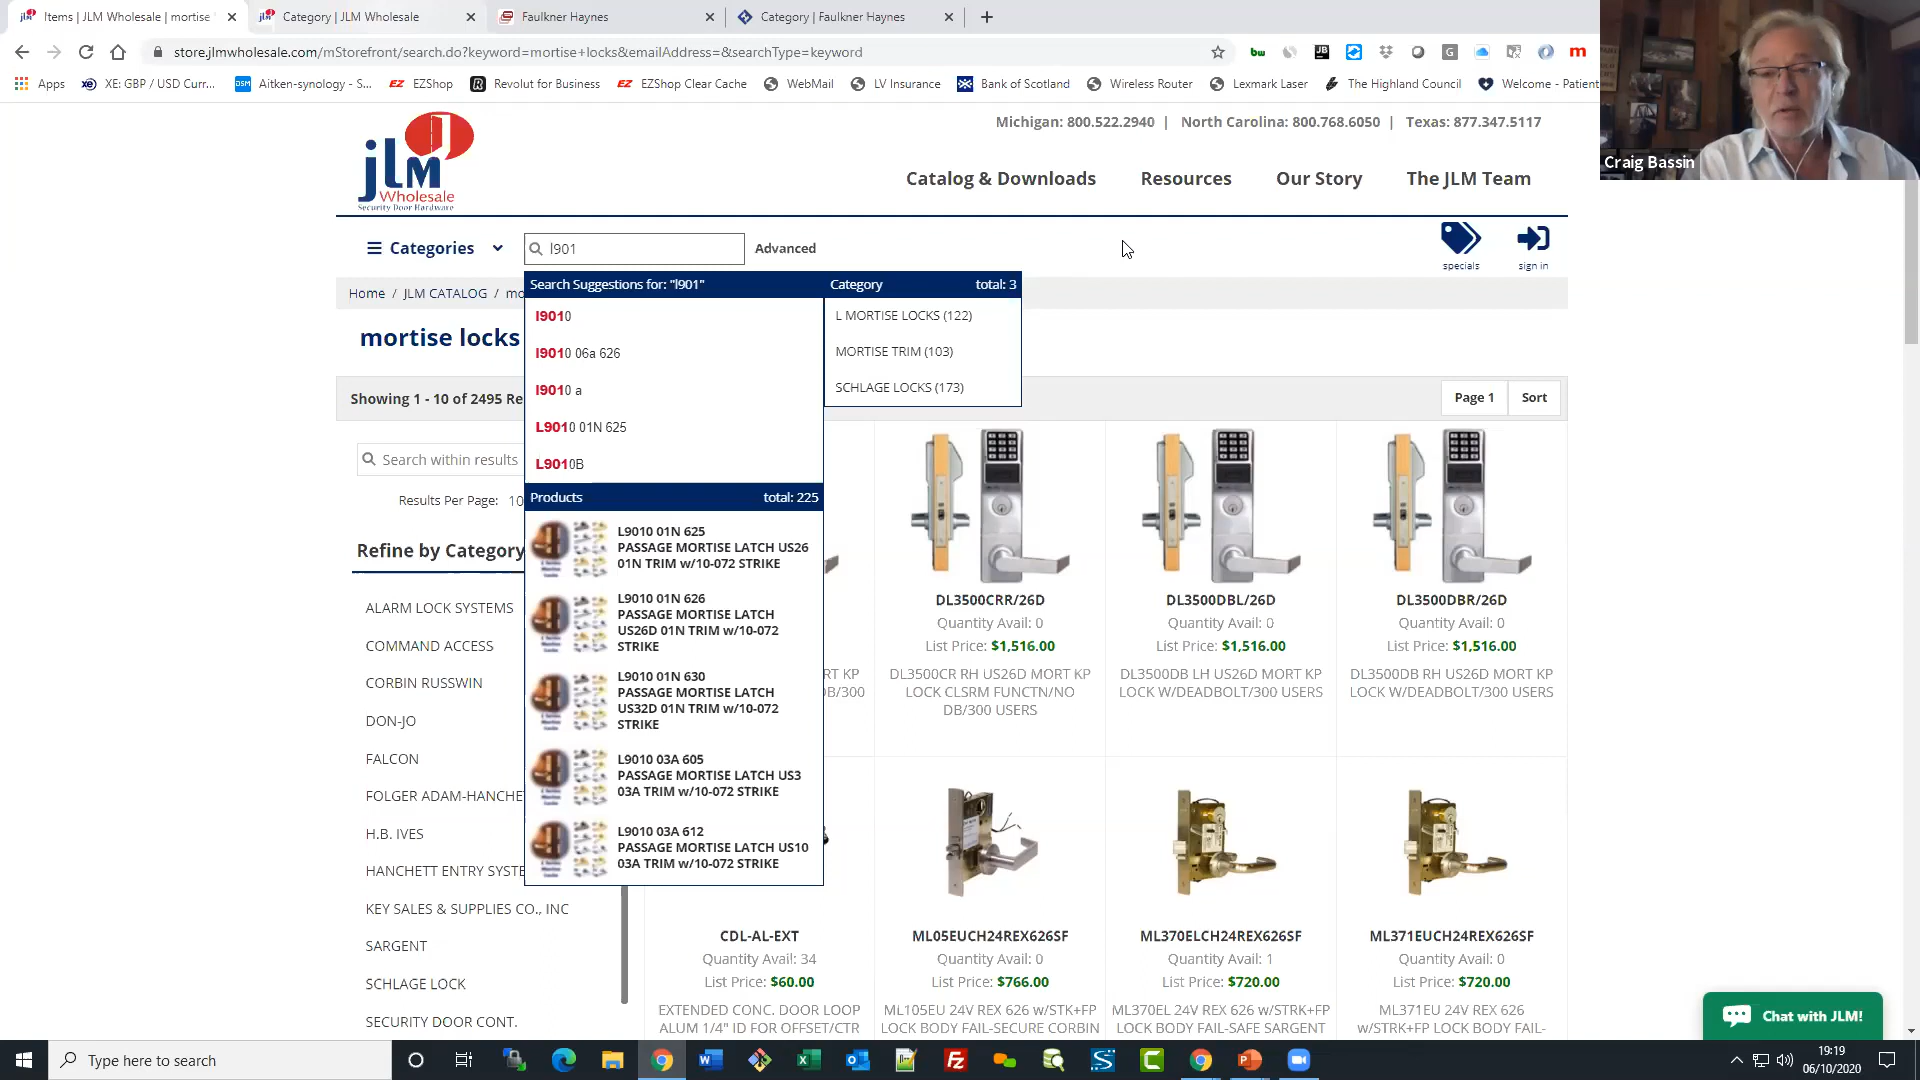 Items | JLM Wholesale | mortise
Category | JLM Wholesale
Faulkner Haynes
Category | Faulkner Haynes
store.jlmwholesale.com/mStorefront/search.do?keyword=mortise+locks&emailAddress=&searchType=keyword
Apps
XE: GBP / USD Curr...
Aitken-synology - S...
EZShop
Revolut for Business
EZShop Clear Cache
WebMail
LV Insurance
Bank of Scotland
Wireless Router
Lexmark Laser
The Highland Council
Welcome - Patient
Craig Bassin
Michigan: 800.522.2940 | North Carolina: 800.768.6050 | Texas: 877.347.5117
JLM
Wholesale
Security Door Hardware
Catalog & Downloads
Resources
Our Story
The JLM Team
Categories
l901
Advanced
specials
sign in
Home / JLM CATALOG / mo
Search Suggestions for: "l901"
Category
total: 3
l9010
l9010 06a 626
l9010 a
L9010 01N 625
L9010B
L MORTISE LOCKS (122)
MORTISE TRIM (103)
SCHLAGE LOCKS (173)
mortise locks
Showing 1 - 10 of 2495 Re
Page 1
Sort
Search within results
Results Per Page: 10
Refine by Category
ALARM LOCK SYSTEMS
COMMAND ACCESS
CORBIN RUSSWIN
DON-JO
FALCON
FOLGER ADAM-HANCHE
H.B. IVES
HANCHETT ENTRY SYSTE
KEY SALES & SUPPLIES CO., INC
SARGENT
SCHLAGE LOCK
SECURITY DOOR CONT.
Products
total: 225
L9010 01N 625
PASSAGE MORTISE LATCH US26
01N TRIM w/10-072 STRIKE
L9010 01N 626
PASSAGE MORTISE LATCH
US26D 01N TRIM w/10-072
STRIKE
L9010 01N 630
PASSAGE MORTISE LATCH
US32D 01N TRIM w/10-072
STRIKE
L9010 03A 605
PASSAGE MORTISE LATCH US3
03A TRIM w/10-072 STRIKE
L9010 03A 612
PASSAGE MORTISE LATCH US10
03A TRIM w/10-072 STRIKE
RT KP
DB/300
DL3500CRR/26D
Quantity Avail: 0
List Price: $1,516.00
DL3500CR RH US26D MORT KP
LOCK CLSRM FUNCTN/NO
DB/300 USERS
DL3500DBL/26D
Quantity Avail: 0
List Price: $1,516.00
DL3500DB LH US26D MORT KP
LOCK W/DEADBOLT/300 USERS
DL3500DBR/26D
Quantity Avail: 0
List Price: $1,516.00
DL3500DB RH US26D MORT KP
LOCK W/DEADBOLT/300 USERS
CDL-AL-EXT
Quantity Avail: 34
List Price: $60.00
EXTENDED CONC. DOOR LOOP
ALUM 1/4" ID FOR OFFSET/CTR
ML05EUCH24REX626SF
Quantity Avail: 0
List Price: $766.00
ML105EU 24V REX 626 w/STK+FP
LOCK BODY FAIL-SECURE CORBIN
ML370ELCH24REX626SF
Quantity Avail: 1
List Price: $720.00
ML370EL 24V REX 626 w/STRK+FP
LOCK BODY FAIL-SAFE SARGENT
ML371EUCH24REX626SF
Quantity Avail: 0
List Price: $720.00
ML371EU 24V REX 626
w/STRK+FP LOCK BODY FAIL-
Chat with JLM!
Type here to search
19:19
06/10/2020